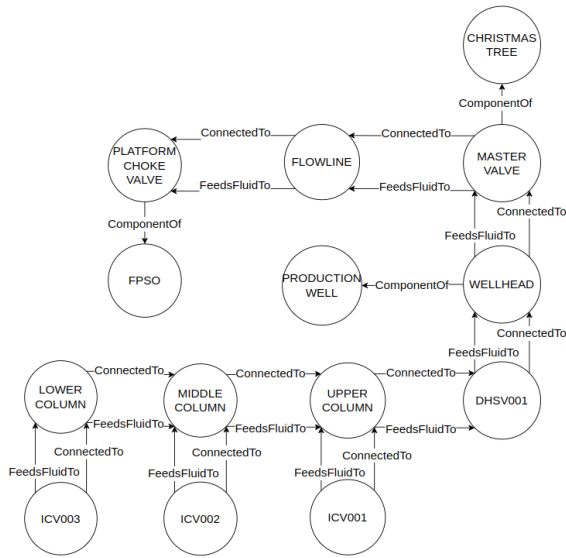 CHRISTMAS
TREE
ComponentOf
ConnectedTo
ConnectedTo
PLATFORM
CHOKE
VALVE
FLOWLINE
MASTER
VALVE
FeedsFluidTo
FeedsFluidTo
ComponentOf
ConnectedTo
FeedsFluidTo
FPSO
PRODUCTION
WELL
ComponentOf
WELLHEAD
ConnectedTo
FeedsFluidTo
ConnectedTo
ConnectedTo
ConnectedTo
LOWER
COLUMN
MIDDLE
COLUMN
UPPER
COLUMN
DHSV001
FeedsFluidTo
FeedsFluidTo
FeedsFluidTo
ConnectedTo
ConnectedTo
ConnectedTo
FeedsFluidTo
FeedsFluidTo
FeedsFluidTo
ICV003
ICV002
ICV001